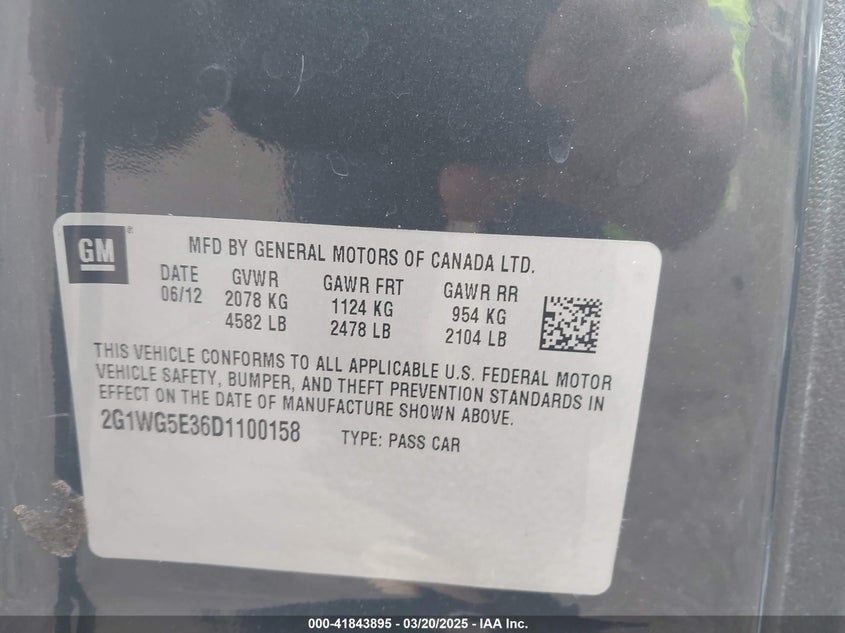 GM ®
MFD BY GENERAL MOTORS OF CANADA LTD.
DATE GVWR GAWR FRT GAWR RR
06/12 2078 KG 1124 KG 954 KG
4582 LB 2478 LB 2104 LB
THIS VEHICLE CONFORMS TO ALL APPLICABLE U.S. FEDERAL MOTOR
VEHICLE SAFETY, BUMPER, AND THEFT PREVENTION STANDARDS IN
EFFECT ON THE DATE OF MANUFACTURE SHOWN ABOVE.
2G1WG5E36D1100158 TYPE: PASS CAR
000-41843895 - 03/20/2025 - IAA Inc.